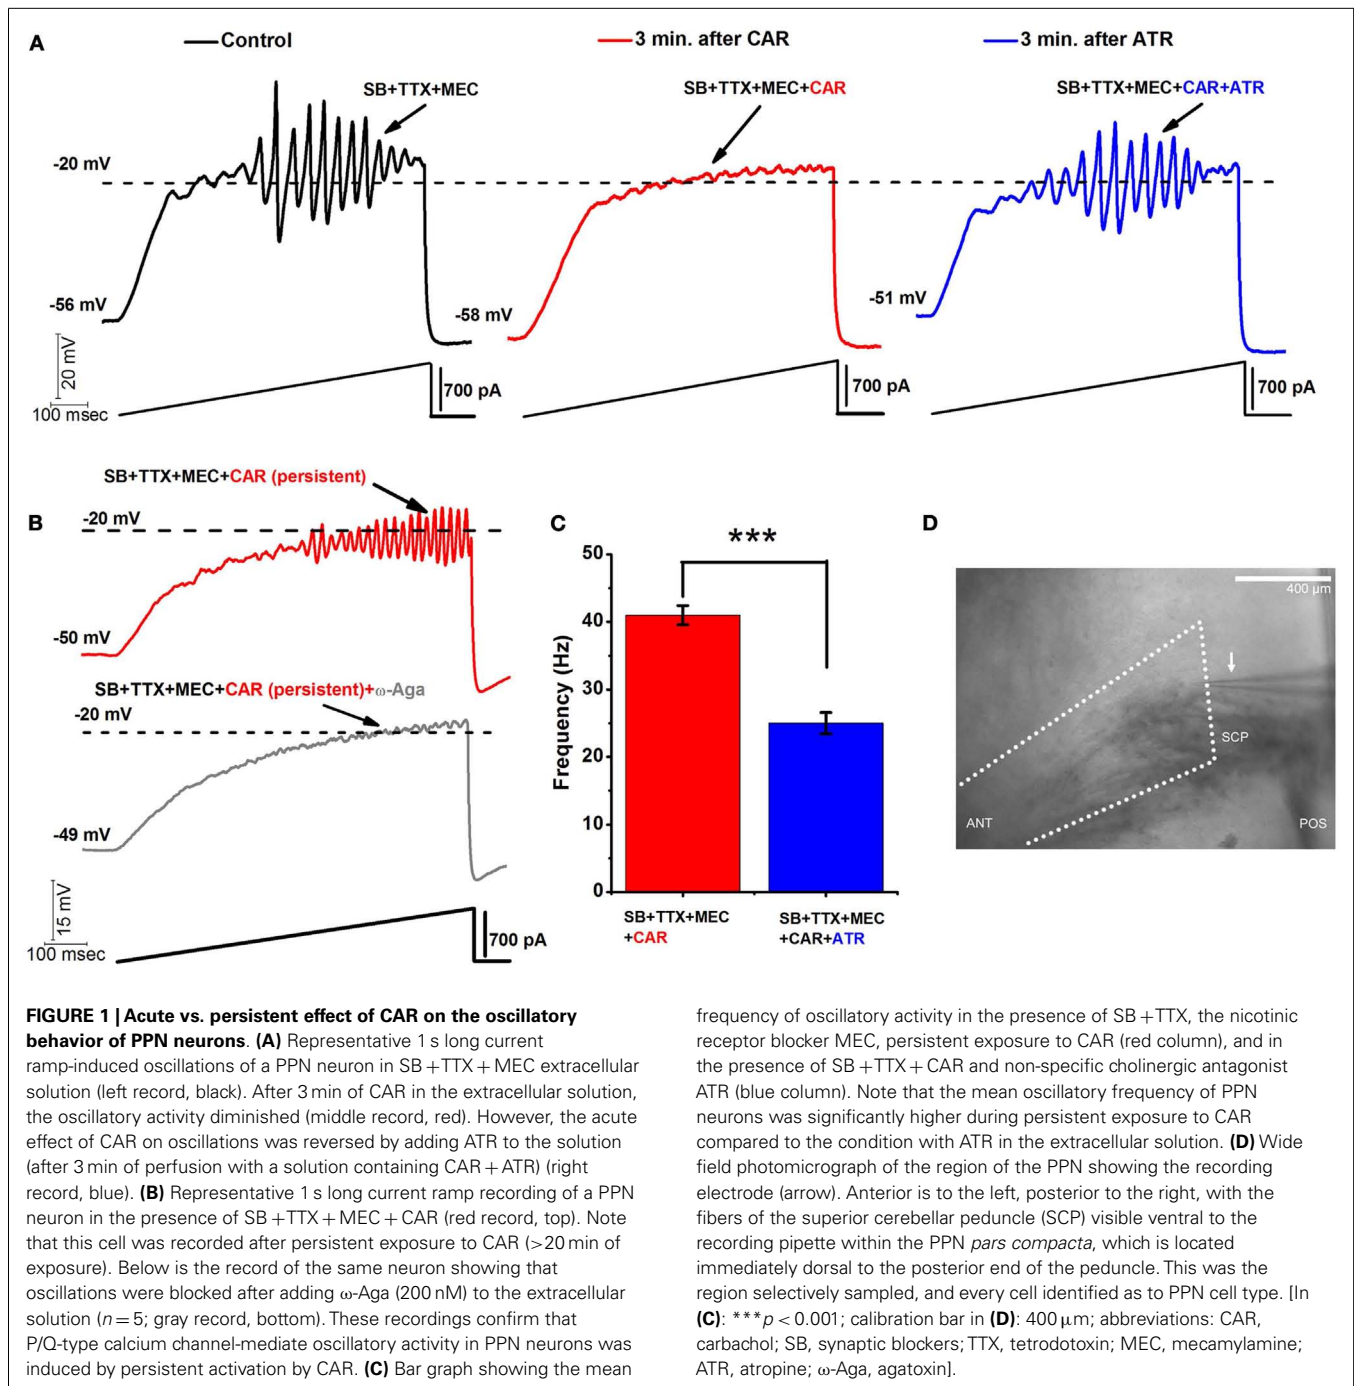 A
Control
3 min. after CAR
3 min. after ATR
SB+TTX+MEC
SB+TTX+MEC+CAR
SB+TTX+MEC+CAR+ATR
-20 mV
-56 mV
-58 mV
-51 mV
20 mV
100 msec
700 pA
700 pA
700 pA
SB+TTX+MEC+CAR (persistent)
B
-20 mV
-50 mV
SB+TTX+MEC+CAR (persistent)+ω-Aga
-20 mV
-49 mV
15 mV
100 msec
700 pA
C
***
50
40
30
20
10
0
Frequency (Hz)
SB+TTX+MEC
+CAR
SB+TTX+MEC
+CAR+ATR
D
400 µm
SCP
ANT
POS
FIGURE 1 | Acute vs. persistent effect of CAR on the oscillatory
behavior of PPN neurons. (A) Representative 1 s long current
ramp-induced oscillations of a PPN neuron in SB + TTX + MEC extracellular
solution (left record, black). After 3 min of CAR in the extracellular solution,
the oscillatory activity diminished (middle record, red). However, the acute
effect of CAR on oscillations was reversed by adding ATR to the solution
(after 3 min of perfusion with a solution containing CAR + ATR) (right
record, blue). (B) Representative 1 s long current ramp recording of a PPN
neuron in the presence of SB + TTX + MEC + CAR (red record, top). Note
that this cell was recorded after persistent exposure to CAR (>20 min of
exposure). Below is the record of the same neuron showing that
oscillations were blocked after adding ω-Aga (200 nM) to the extracellular
solution (n = 5; gray record, bottom). These recordings confirm that
P/Q-type calcium channel-mediate oscillatory activity in PPN neurons was
induced by persistent activation by CAR. (C) Bar graph showing the mean
frequency of oscillatory activity in the presence of SB + TTX, the nicotinic
receptor blocker MEC, persistent exposure to CAR (red column), and in
the presence of SB + TTX + CAR and non-specific cholinergic antagonist
ATR (blue column). Note that the mean oscillatory frequency of PPN
neurons was significantly higher during persistent exposure to CAR
compared to the condition with ATR in the extracellular solution. (D) Wide
field photomicrograph of the region of the PPN showing the recording
electrode (arrow). Anterior is to the left, posterior to the right, with the
fibers of the superior cerebellar peduncle (SCP) visible ventral to the
recording pipette within the PPN pars compacta, which is located
immediately dorsal to the posterior end of the peduncle. This was the
region selectively sampled, and every cell identified as to PPN cell type. [In
(C): ***p < 0.001; calibration bar in (D): 400 µm; abbreviations: CAR,
carbachol; SB, synaptic blockers; TTX, tetrodotoxin; MEC, mecamylamine;
ATR, atropine; ω-Aga, agatoxin].